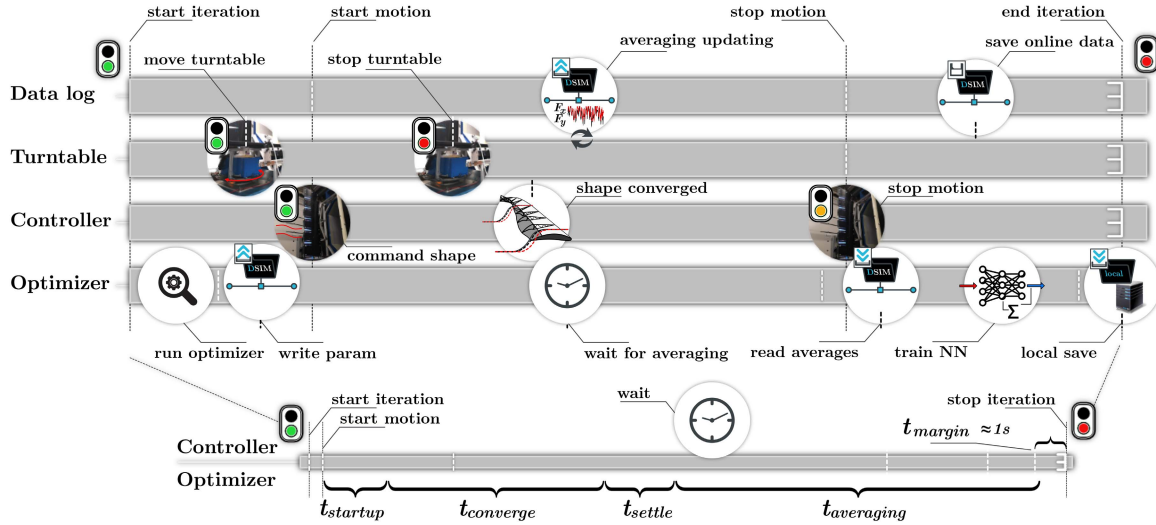 start iteration
start motion
stop motion
end iteration
move turntable
stop turntable
averaging updating
save online data
Data log
DSIM
DSIM
Fx
Fy
Turntable
Controller
shape converged
stop motion
command shape
Optimizer
DSIM
DSIM
local
Σ
run optimizer
write param
wait for averaging
read averages
train NN
local save
start iteration
start motion
wait
stop iteration
t_margin ≈1s
Controller
Optimizer
t_startup
t_converge
t_settle
t_averaging